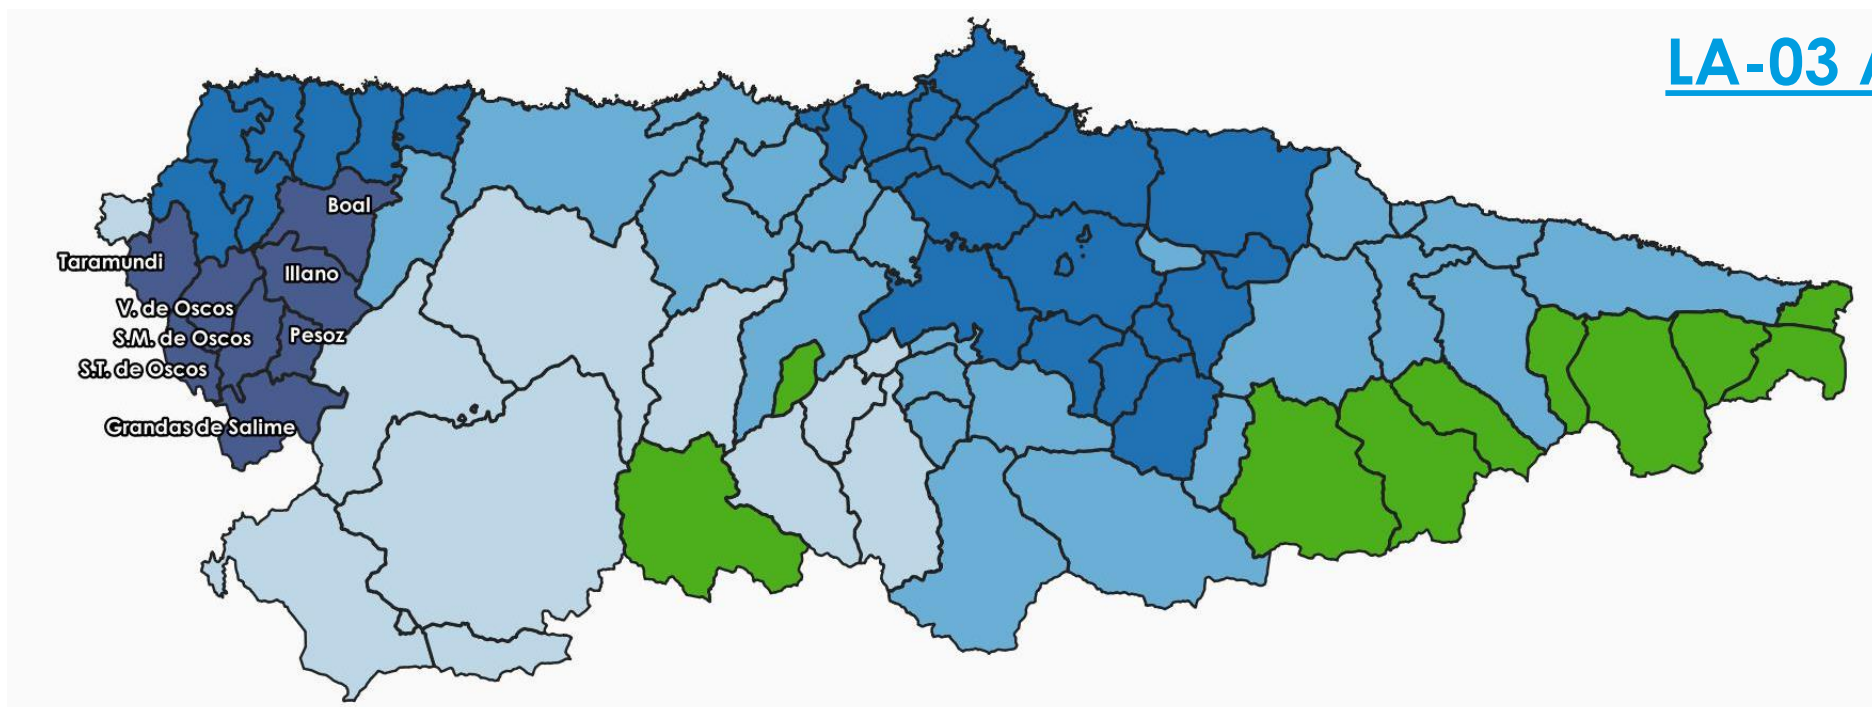 LA-03 A
Boal
Taramundi
Illano
V. de Oscos
S.M. de Oscos
Pesoz
S.T. de Oscos
Grandas de Salime